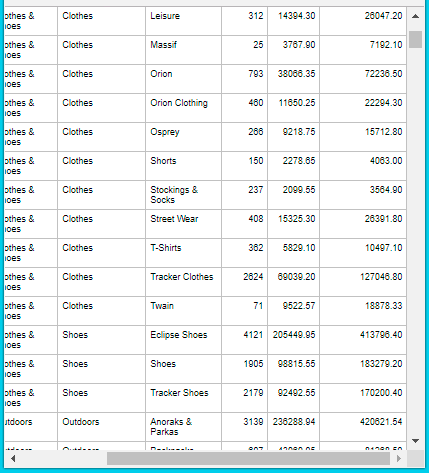 othes & Clothes Leisure 312 14394.30 26047.20
oes
othes & Clothes Massif 25 3767.90 7192.10
oes
othes & Clothes Orion 793 38066.35 72236.50
oes
othes & Clothes Orion Clothing 460 11650.25 22294.30
oes
othes & Clothes Osprey 266 9218.75 15712.80
oes
othes & Clothes Shorts 150 2278.65 4063.00
oes
othes & Clothes Stockings & 237 2099.55 3564.90
oes Socks
othes & Clothes Street Wear 408 15325.30 26391.80
oes
othes & Clothes T-Shirts 362 5829.10 10497.10
oes
othes & Clothes Tracker Clothes 2624 69039.20 127046.80
oes
othes & Clothes Twain 71 9522.57 18878.33
oes
othes & Shoes Eclipse Shoes 4121 205449.95 413796.40
oes
othes & Shoes Shoes 1905 98815.55 183279.20
oes
othes & Shoes Tracker Shoes 2179 92492.55 170200.40
oes
utdoors Outdoors Anoraks & 3139 236288.94 420621.54
Parkas